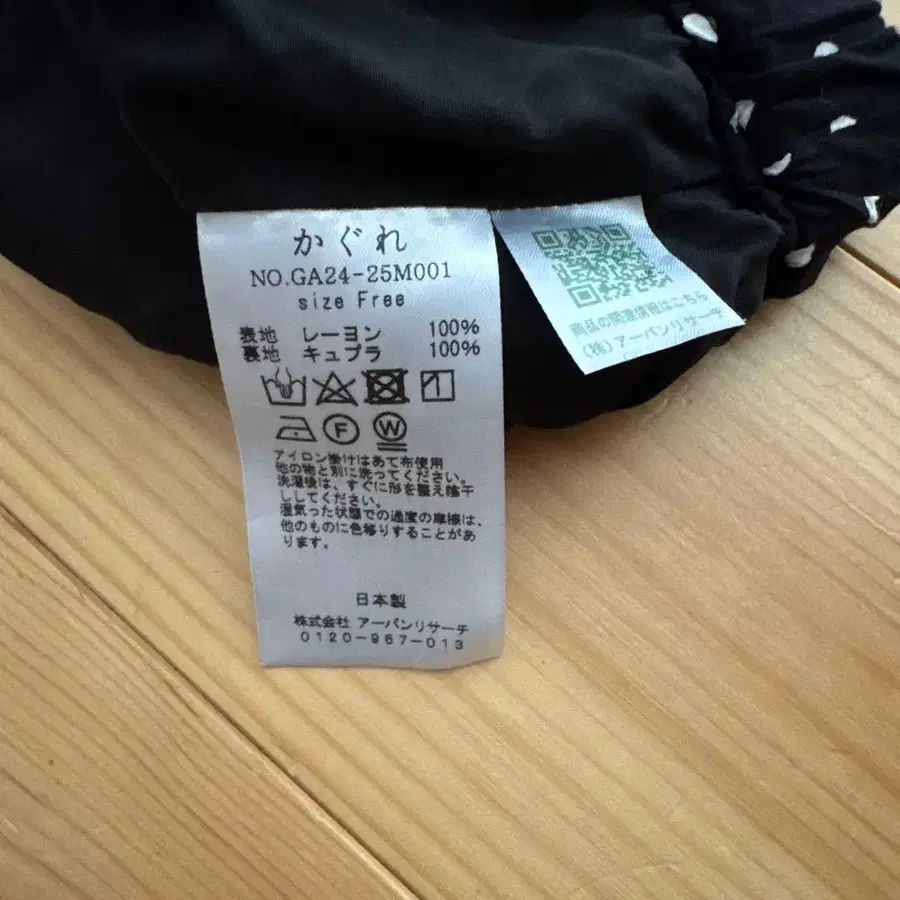 かぐれ
NO.GA24-25M001
size Free
表地 レーヨン 100%
裏地 キュプラ 100%
F W
アイロン掛けはあて布使用
他の物と別に洗ってください。
洗濯後は、すぐに形を整え陰干
ししてください。
湿気った状態での過度の摩擦は、
他のものに色移りすることがあ
ります。
日本製
株式会社 アーバンリサーチ
0120-967-013
商品の関連情報はこちら
(株)アーバンリサーチ